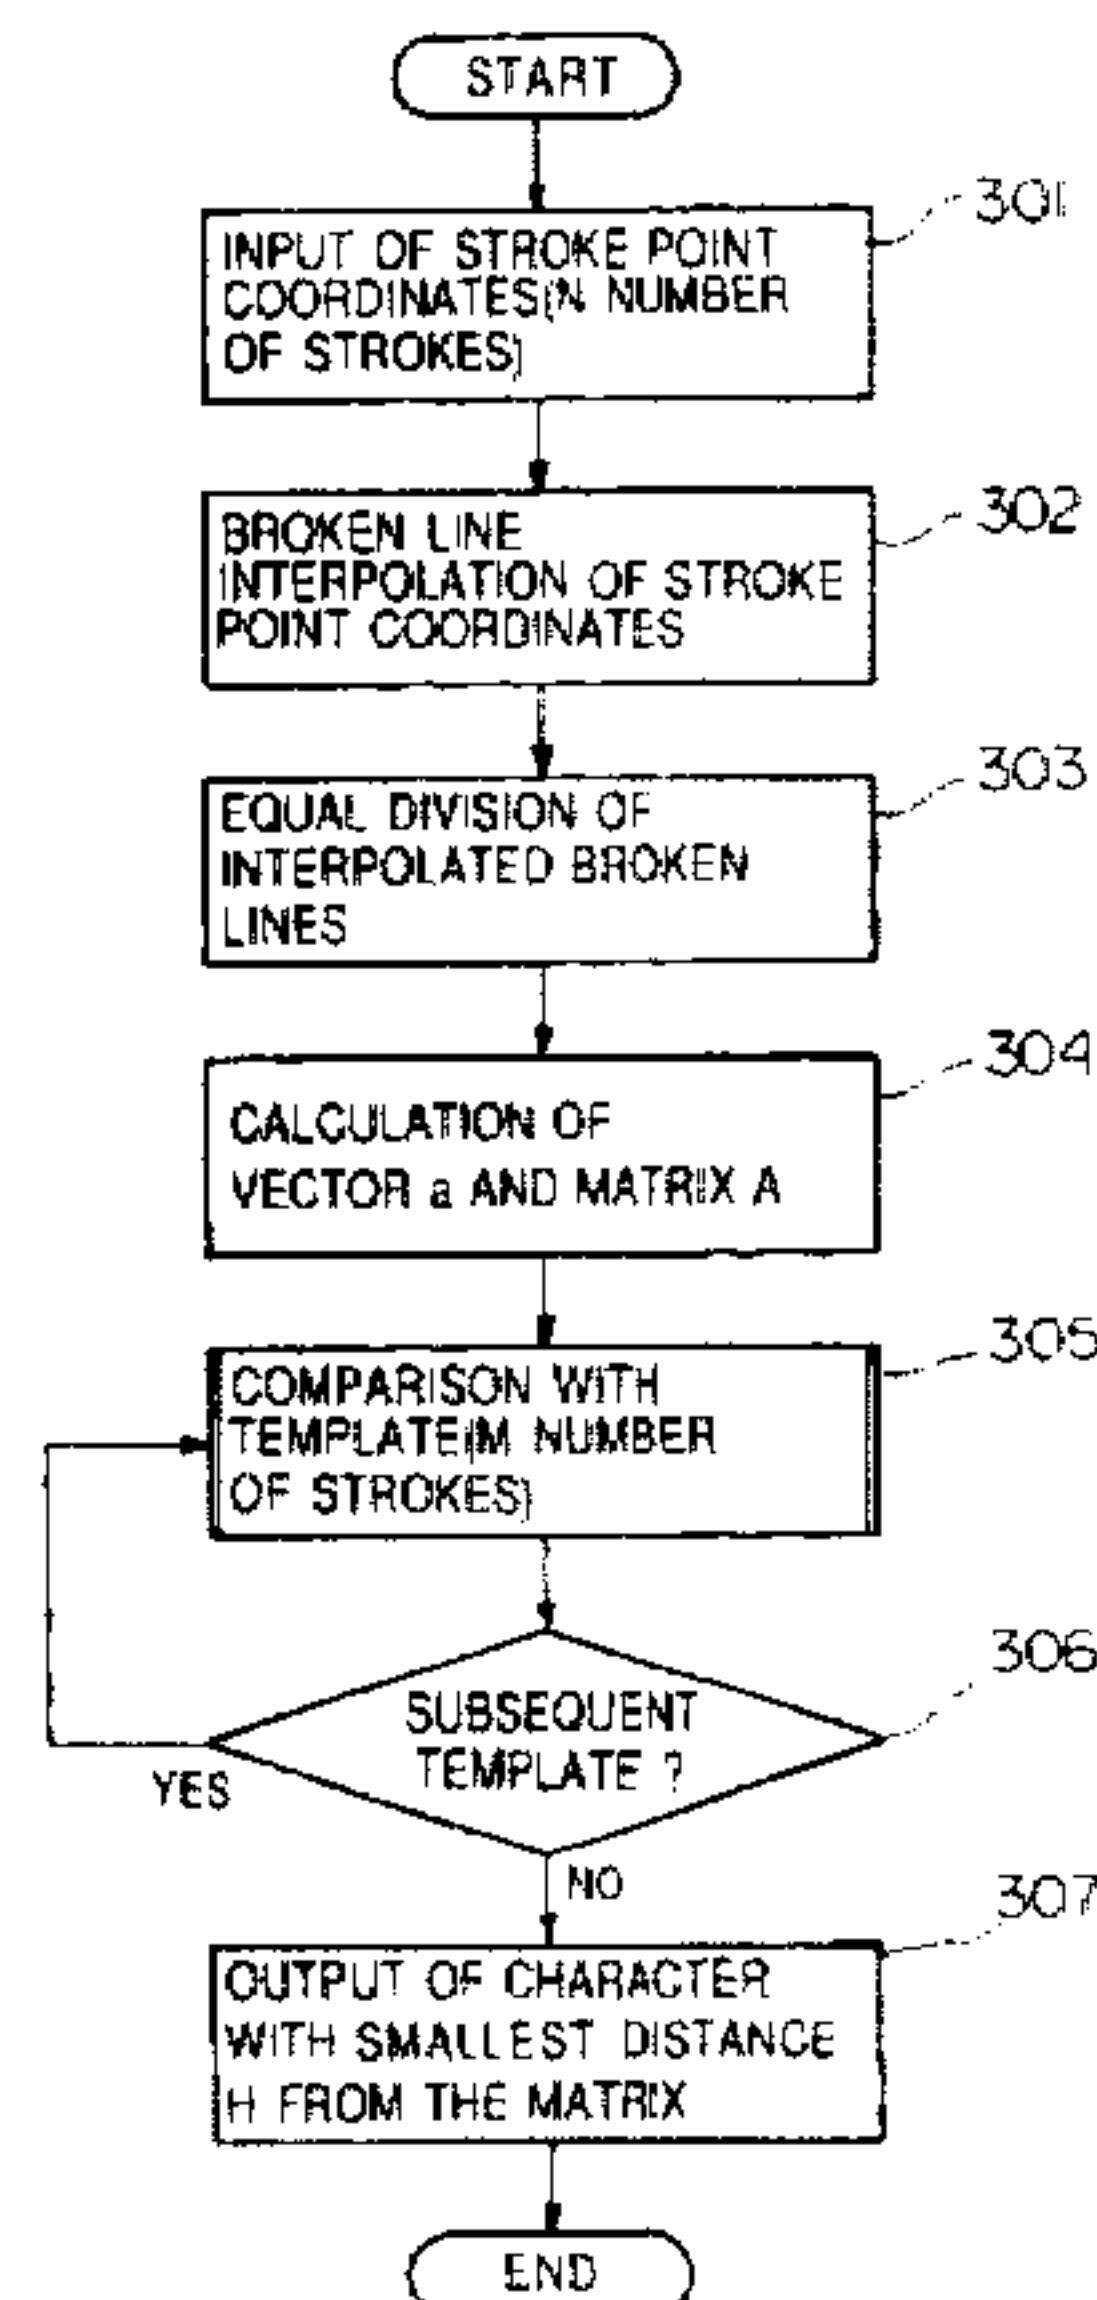 START
301
INPUT OF STROKE POINT
COORDINATES(N NUMBER
OF STROKES)
302
BROKEN LINE
INTERPOLATION OF STROKE
POINT COORDINATES
303
EQUAL DIVISION OF
INTERPOLATED BROKEN
LINES
304
CALCULATION OF
VECTOR a AND MATRIX A
305
COMPARISON WITH
TEMPLATE(M NUMBER
OF STROKES)
306
SUBSEQUENT
TEMPLATE ?
YES
NO
307
OUTPUT OF CHARACTER
WITH SMALLEST DISTANCE
H FROM THE MATRIX
END